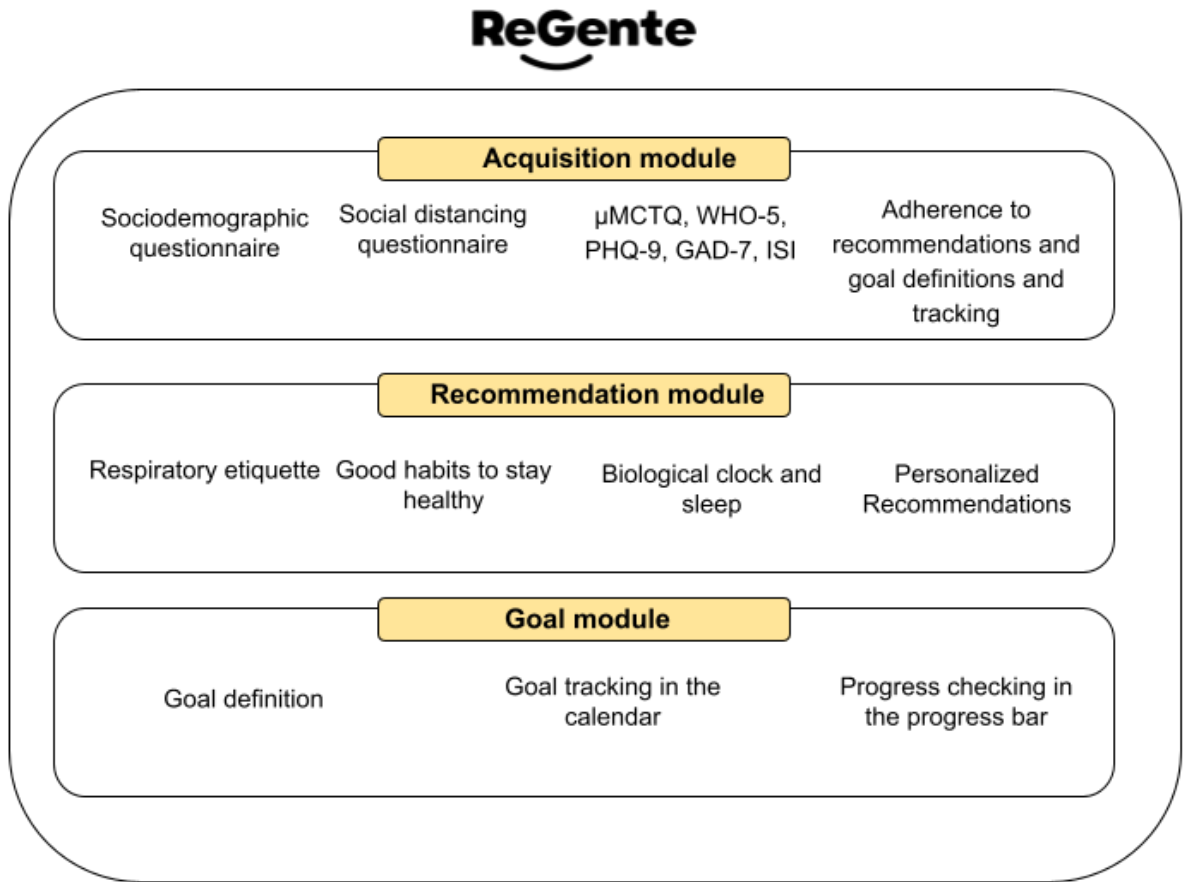 ReGente
Acquisition module
Sociodemographic
questionnaire
Social distancing
questionnaire
µMCTQ, WHO-5,
PHQ-9, GAD-7, ISI
Adherence to
recommendations and
goal definitions and
tracking
Recommendation module
Respiratory etiquette
Good habits to stay
healthy
Biological clock and
sleep
Personalized
Recommendations
Goal module
Goal definition
Goal tracking in the
calendar
Progress checking in
the progress bar